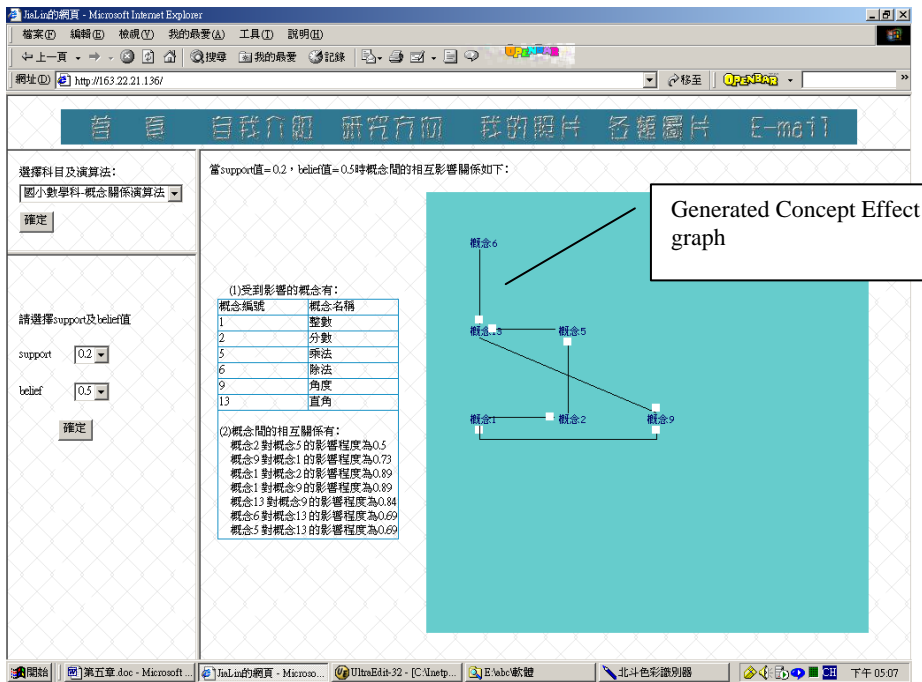 JiaLin的網頁 - Microsoft Internet Explorer
檔案(F) 編輯(E) 檢視(V) 我的最愛(A) 工具(T) 說明(H)
上一頁 搜尋 我的最愛 記錄
網址(D) http://163.22.21.136/ 移至 OPENBAR »
首 頁 自我介紹 研究方向 我的照片 各類圖片 E-mail
選擇科目及演算法:
國小數學科-概念關係演算法
確定
請選擇support及belief值
support 0.2
belief 0.5
確定
當support值=0.2，belief值=0.5時概念間的相互影響關係如下:
(1)受到影響的概念有:
概念編號 概念名稱
1 整數
2 分數
5 乘法
6 除法
9 角度
13 直角
(2)概念間的相互關係有:
概念2對概念5的影響程度為0.5
概念9對概念1的影響程度為0.73
概念1對概念2的影響程度為0.89
概念1對概念9的影響程度為0.89
概念13對概念9的影響程度為0.84
概念6對概念13的影響程度為0.69
概念5對概念13的影響程度為0.69
Generated Concept Effect
graph
概念6
概念13 概念5
概念1 概念2 概念9
開始 第五章.doc - Microsoft ... JiaLin的網頁 - Microso... UltraEdit-32 - [C:\Inetp... E:\abc\軟體 北斗色彩識別器 CH 下午 05:07